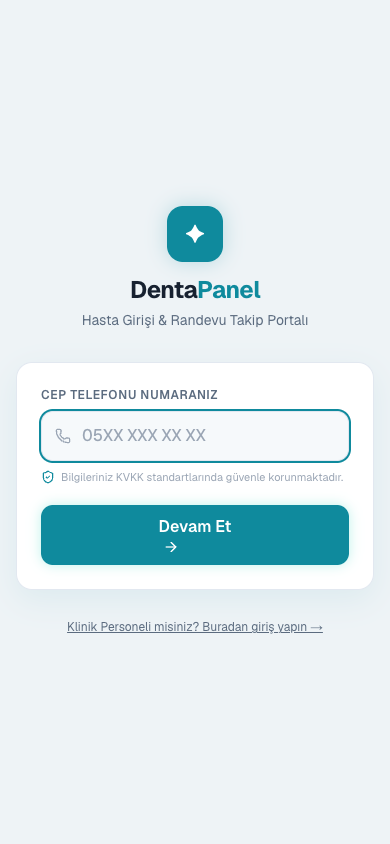 DentaPanel
Hasta Girişi & Randevu Takip Portalı
CEP TELEFONU NUMARANIZ
05XX XXX XX XX
Bilgileriniz KVKK standartlarında güvenle korunmaktadır.
Devam Et
→
Klinik Personeli misiniz? Buradan giriş yapın →